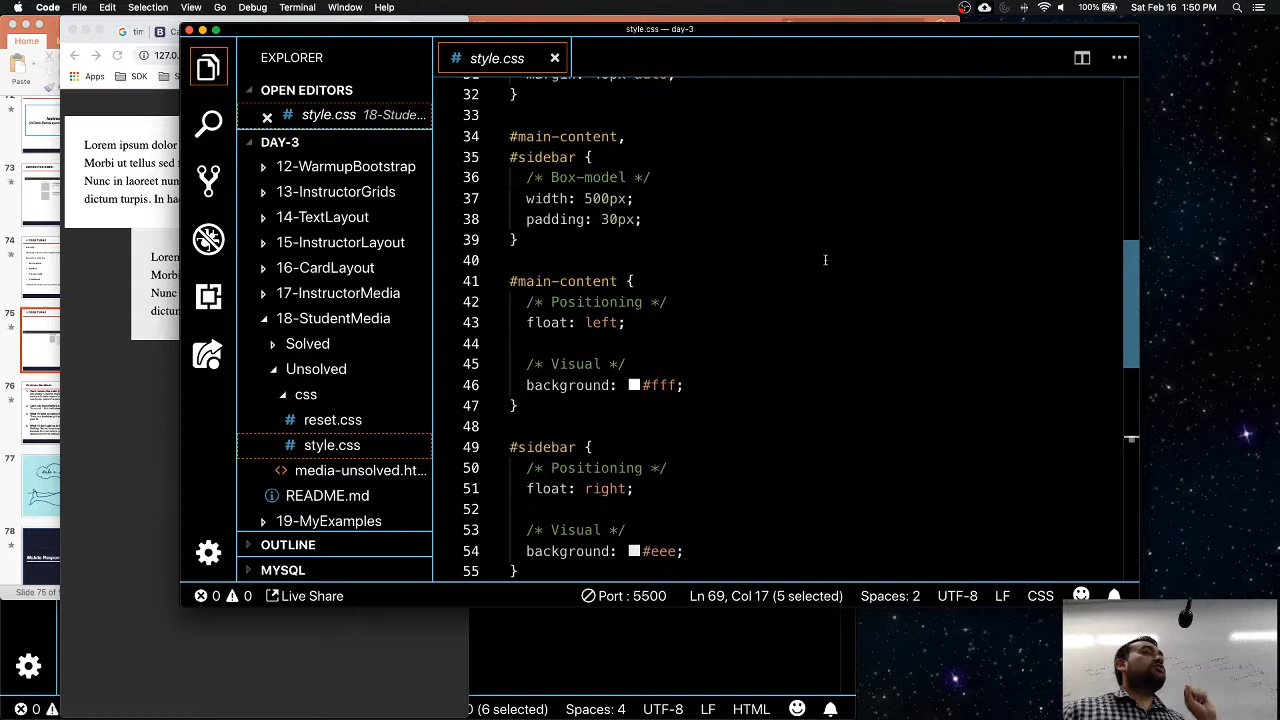 Code File Edit Selection View Go Debug Terminal Window Help
100% Sat Feb 16 1:50 PM
Home
Paste
73
74
75
76
77
78
Slide 75 of
G tim
B
127.0.
Apps SDK
Lorem ipsum dolor
Morbi ut tellus sed
Nunc in laoreet nun
dictum turpis. In ha
Morbi
Nunc
dictum
style.css — day-3
EXPLORER
OPEN EDITORS
style.css 18-Stude...
DAY-3
12-WarmupBootstrap
13-InstructorGrids
14-TextLayout
15-InstructorLayout
16-CardLayout
17-InstructorMedia
18-StudentMedia
Solved
Unsolved
css
# reset.css
# style.css
<> media-unsolved.ht...
README.md
19-MyExamples
OUTLINE
MYSQL
# style.css
32 }
33
34 #main-content,
35 #sidebar {
36 /* Box-model */
37 width: 500px;
38 padding: 30px;
39 }
40
41 #main-content {
42 /* Positioning */
43 float: left;
44
45 /* Visual */
46 background: #fff;
47 }
48
49 #sidebar {
50 /* Positioning */
51 float: right;
52
53 /* Visual */
54 background: #eee;
55 }
0 0 Live Share Port : 5500 Ln 69, Col 17 (5 selected) Spaces: 2 UTF-8 LF CSS
0 (6 selected) Spaces: 4 UTF-8 LF HTML